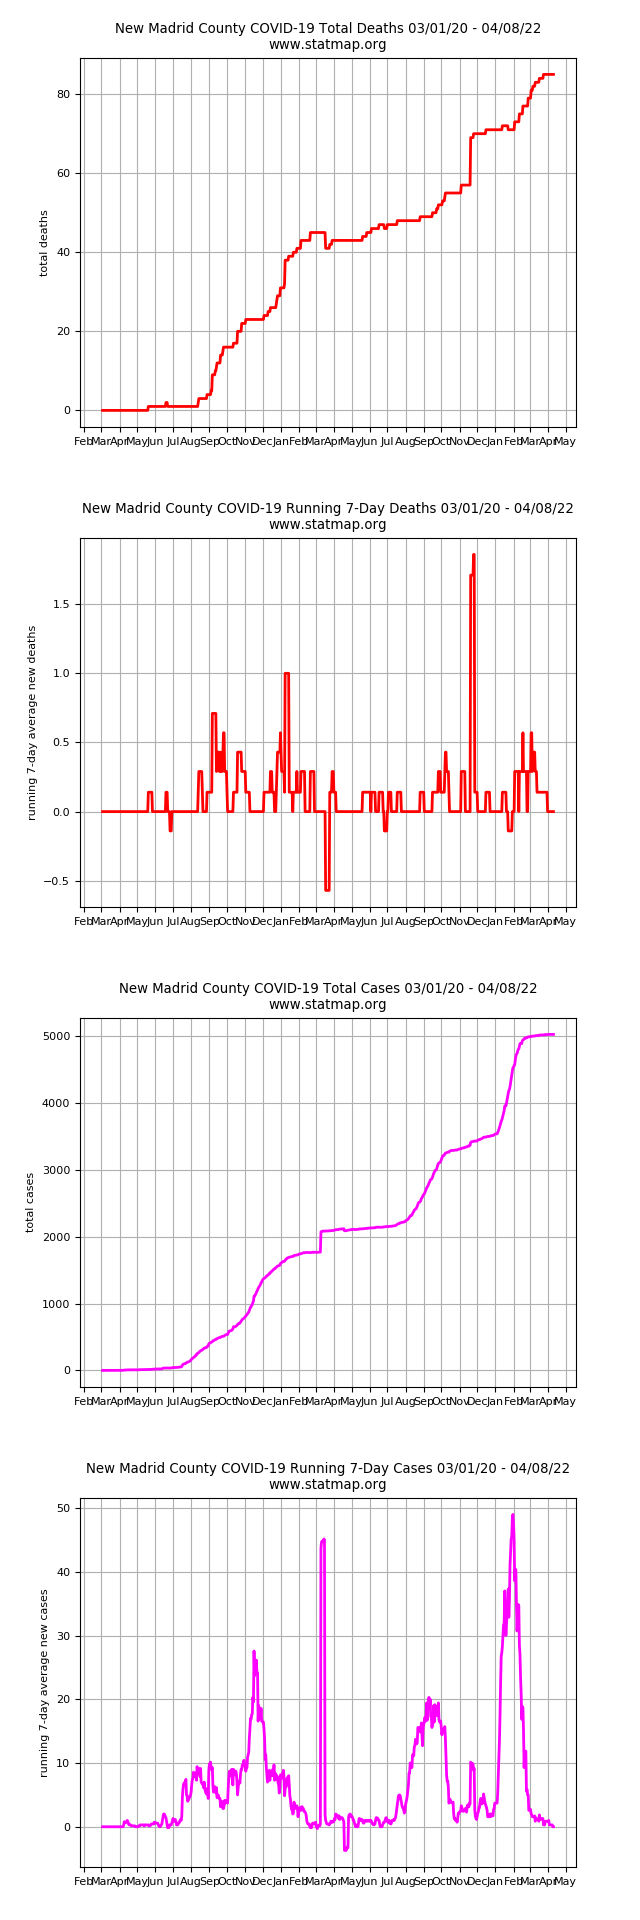 New Madrid County COVID-19 Total Deaths 03/01/20 - 04/08/22
www.statmap.org
80
60
40
20
0
total deaths
Feb Mar Apr May Jun Jul Aug Sep Oct Nov Dec Jan Feb Mar Apr May Jun Jul Aug Sep Oct Nov Dec Jan Feb Mar Apr May
New Madrid County COVID-19 Running 7-Day Deaths 03/01/20 - 04/08/22
www.statmap.org
1.5
1.0
0.5
0.0
−0.5
running 7-day average new deaths
Feb Mar Apr May Jun Jul Aug Sep Oct Nov Dec Jan Feb Mar Apr May Jun Jul Aug Sep Oct Nov Dec Jan Feb Mar Apr May
New Madrid County COVID-19 Total Cases 03/01/20 - 04/08/22
www.statmap.org
5000
4000
3000
2000
1000
0
total cases
Feb Mar Apr May Jun Jul Aug Sep Oct Nov Dec Jan Feb Mar Apr May Jun Jul Aug Sep Oct Nov Dec Jan Feb Mar Apr May
New Madrid County COVID-19 Running 7-Day Cases 03/01/20 - 04/08/22
www.statmap.org
50
40
30
20
10
0
running 7-day average new cases
Feb Mar Apr May Jun Jul Aug Sep Oct Nov Dec Jan Feb Mar Apr May Jun Jul Aug Sep Oct Nov Dec Jan Feb Mar Apr May